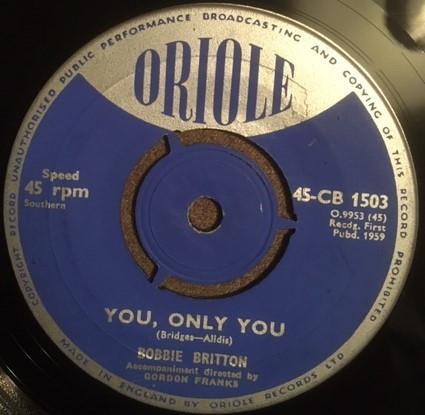 COPYRIGHT RECORD UNAUTHORISED PUBLIC PERFORMANCE BROADCASTING AND COPYING OF THIS RECORD PROHIBITED
ORIOLE
Speed
45 rpm
Southern
45-CB 1503
O.9953 (45)
Recdg. First
Pubd. 1959
YOU, ONLY YOU
(Bridges—Alldis)
BOBBIE BRITTON
Accompaniment directed by
GORDON FRANKS
MADE IN ENGLAND BY ORIOLE RECORDS LTD